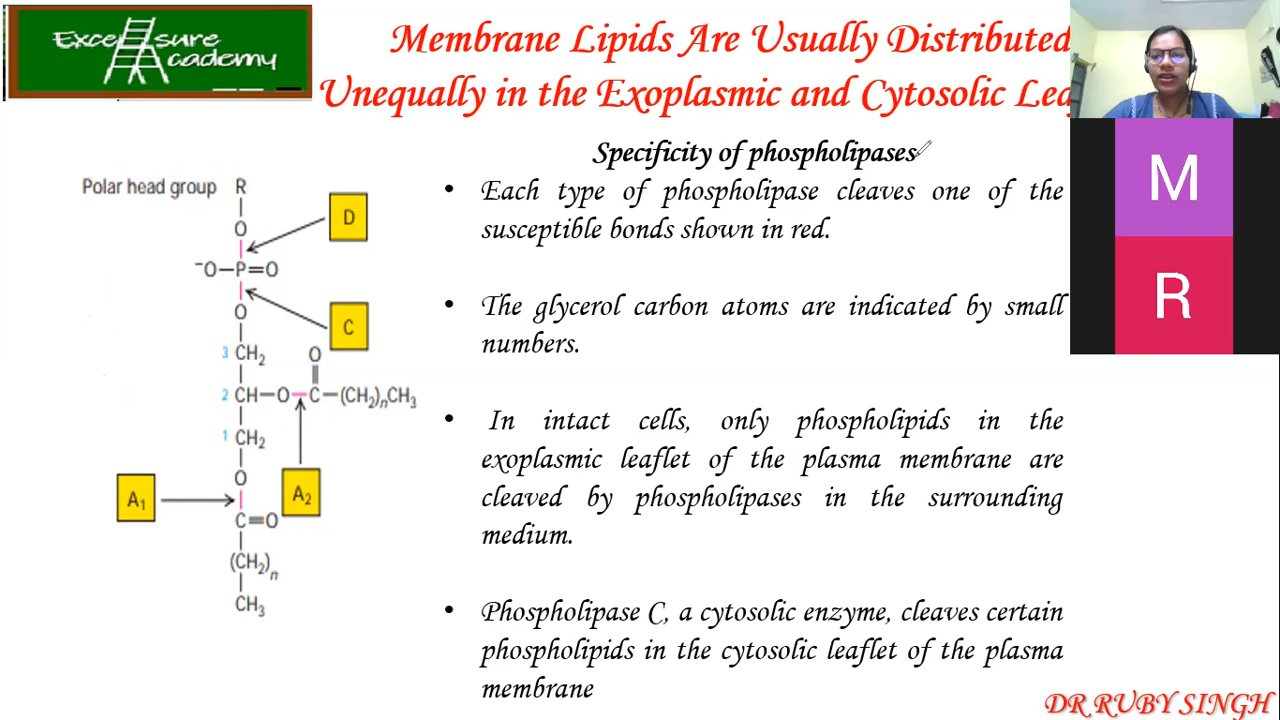 Excel sure
Academy
Membrane Lipids Are Usually Distributed
Unequally in the Exoplasmic and Cytosolic
Specificity of phospholipases
Polar head group R
O
D
⁻O–P=O
O
C
3 CH₂
O
2 CH–O–C–(CH₂)ₙCH₃
1 CH₂
O
A₁
A₂
C=O
(CH₂)ₙ
CH₃
• Each type of phospholipase cleaves one of the
susceptible bonds shown in red.
• The glycerol carbon atoms are indicated by small
numbers.
• In intact cells, only phospholipids in the
exoplasmic leaflet of the plasma membrane are
cleaved by phospholipases in the surrounding
medium.
• Phospholipase C, a cytosolic enzyme, cleaves certain
phospholipids in the cytosolic leaflet of the plasma
membrane
M
R
DR RUBY SINGH